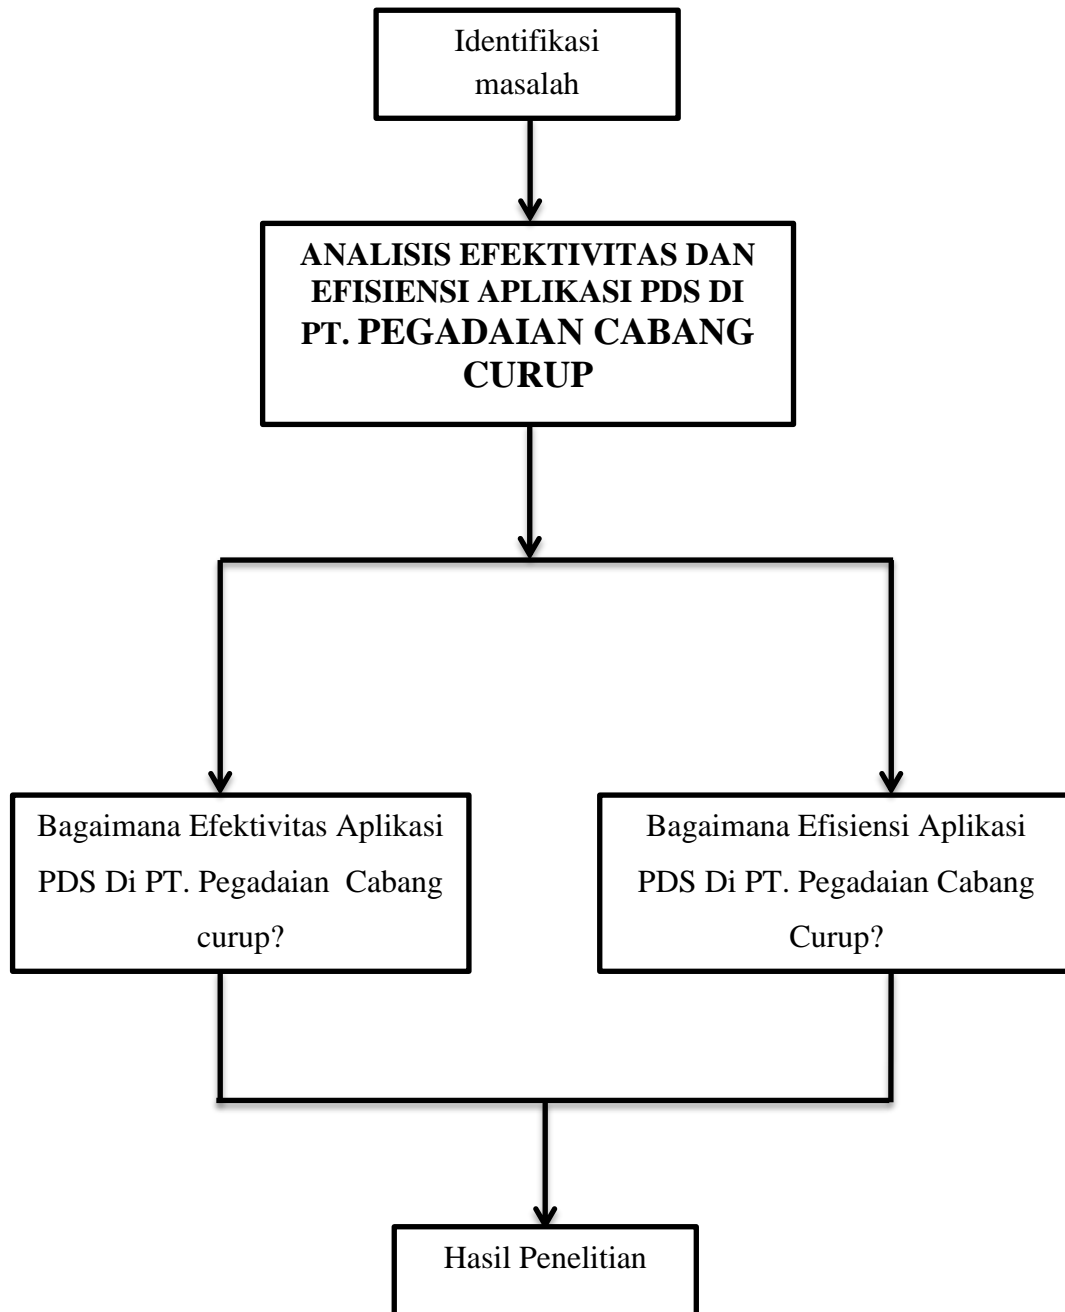 Identifikasi
masalah
ANALISIS EFEKTIVITAS DAN
EFISIENSI APLIKASI PDS DI
PT. PEGADAIAN CABANG
CURUP
Bagaimana Efektivitas Aplikasi
PDS Di PT. Pegadaian  Cabang
curup?
Bagaimana Efisiensi Aplikasi
PDS Di PT. Pegadaian Cabang
Curup?
Hasil Penelitian